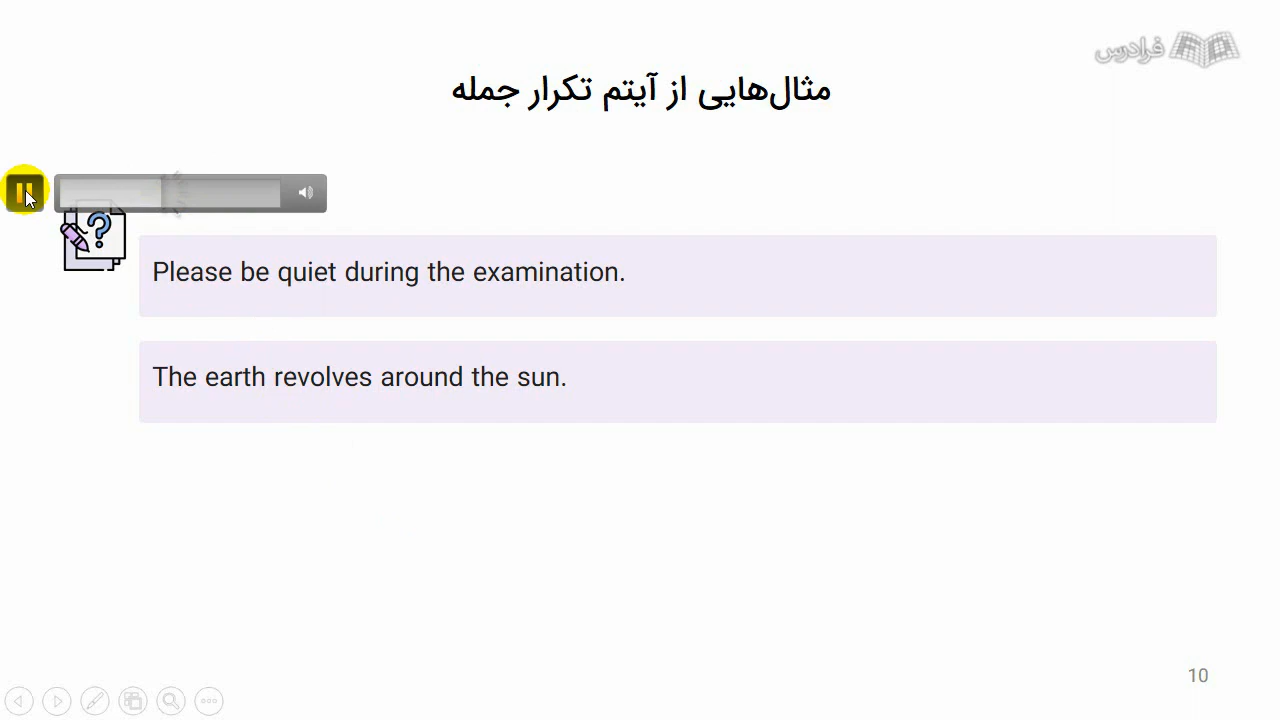 فرادرس
مثال‌هایی از آیتم تکرار جمله
Please be quiet during the examination.
The earth revolves around the sun.
10